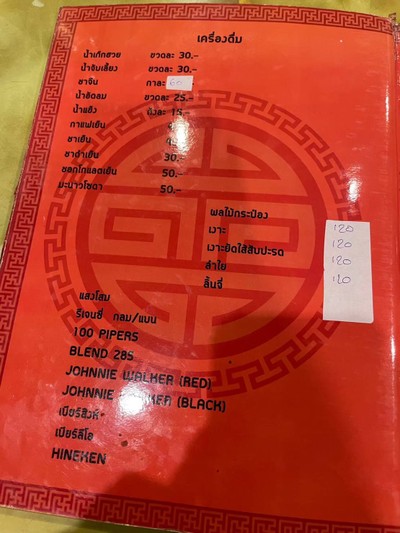 เครื่องดื่ม
น้ำเก๊กฮวย ขวดละ 30.-
น้ำจับเลี้ยง ขวดละ 30.-
ชาจีน กาละ 60 .-
น้ำอัดลม ขวดละ 25.-
น้ำแข็ง ถังละ 15.-
กาแฟเย็น
ชาเย็น
ชาดำเย็น 30.-
ชอกโกแลตเย็น 50.-
มะนาวโซดา 50.-
ผลไม้กระป๋อง
เงาะ 120
เงาะยัดไส้สับปะรด 120
ลำไย 120
ลิ้นจี่ 120
แสงโสม
รีเจนซี่ กลม/แบน
100 PIPERS
BLEND 285
JOHNNIE WALKER (RED)
JOHNNIE WALKER (BLACK)
เบียร์สิงห์
เบียร์ลีโอ
HINEKEN